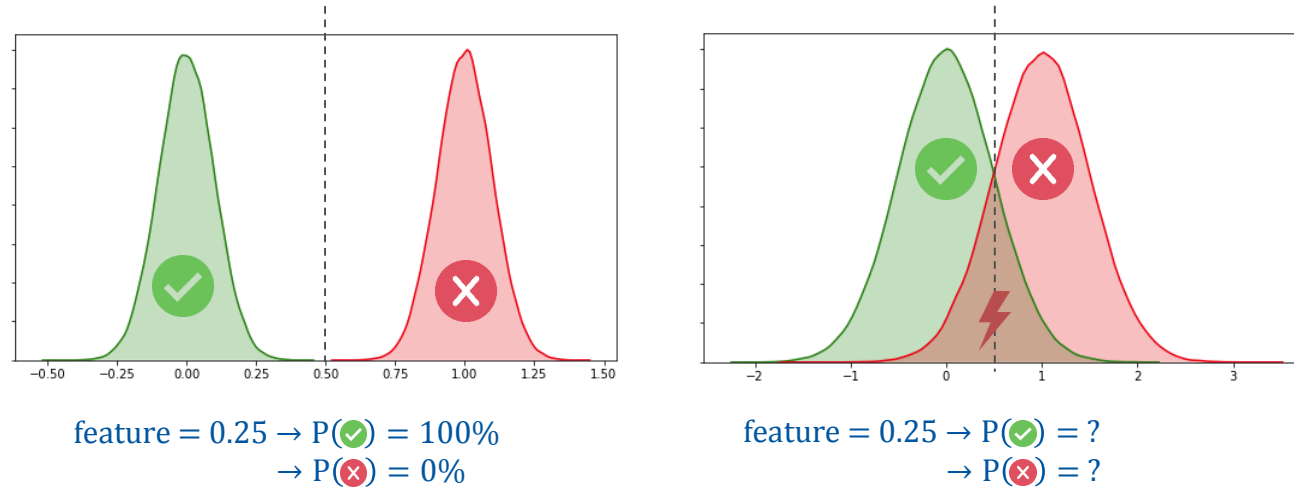 −0.50 −0.25 0.00 0.25 0.50 0.75 1.00 1.25 1.50
feature = 0.25 → P(✓) = 100%
→ P(✗) = 0%
−2 −1 0 1 2 3
feature = 0.25 → P(✓) = ?
→ P(✗) = ?